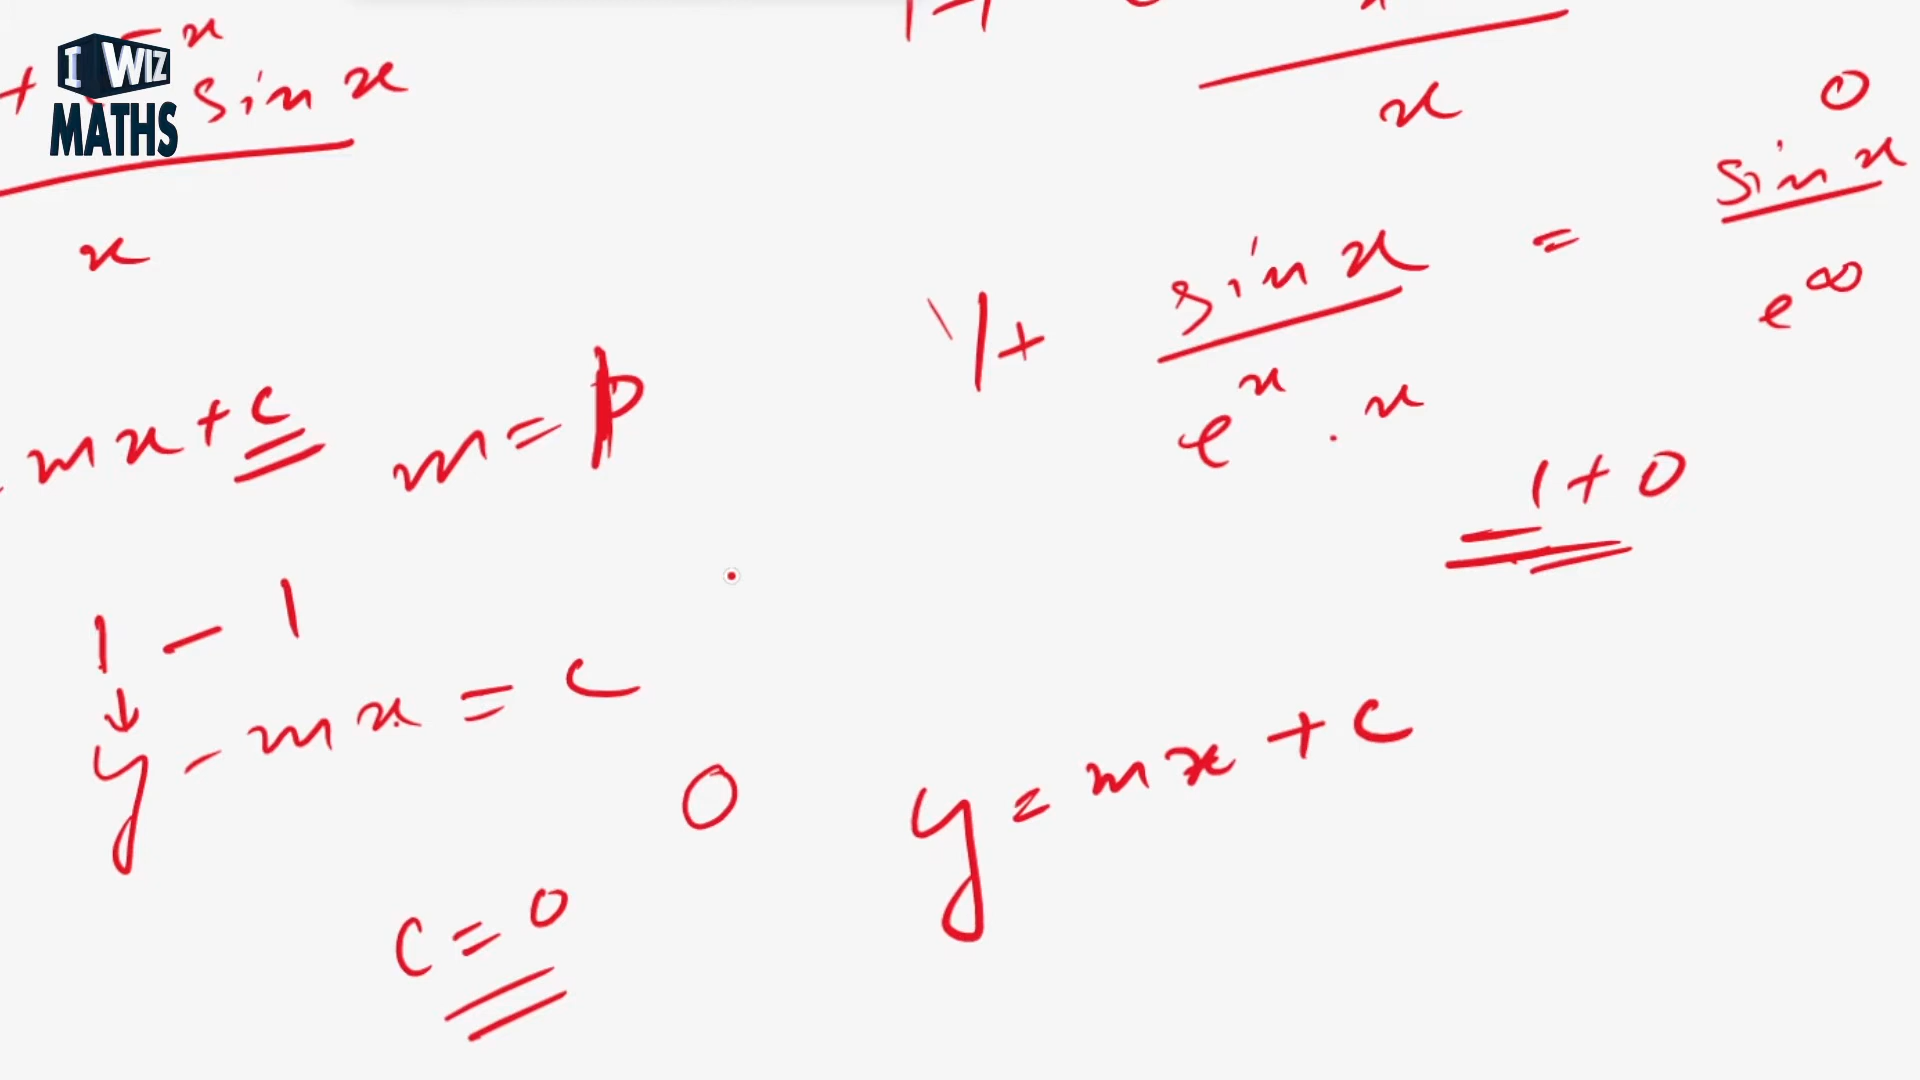 I WIZ
MATHS
+ sin x
x
x
0
sin x
e^∞
1 + sin x =
e^x . x
1 + 0
mx + c m = p
1 - 1
↓
y - mx = c
0
y = mx + c
c = 0